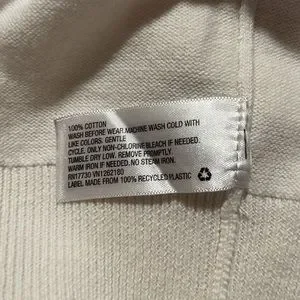 100% COTTON
WASH BEFORE WEAR.MACHINE WASH COLD WITH
LIKE COLORS. GENTLE
CYCLE. ONLY NON-CHLORINE BLEACH IF NEEDED.
TUMBLE DRY LOW. REMOVE PROMPTLY.
WARM IRON IF NEEDED. NO STEAM IRON.
RN17730 VN1262180
LABEL MADE FROM 100% RECYCLED PLASTIC